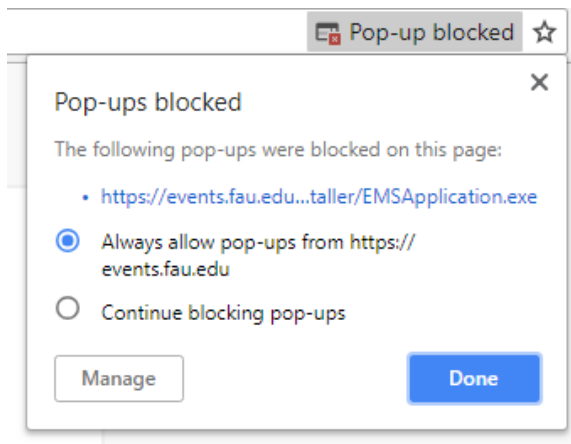 Pop-up blocked
Pop-ups blocked
The following pop-ups were blocked on this page:
• https://events.fau.edu...taller/EMSApplication.exe
Always allow pop-ups from https://
events.fau.edu
Continue blocking pop-ups
Manage
Done